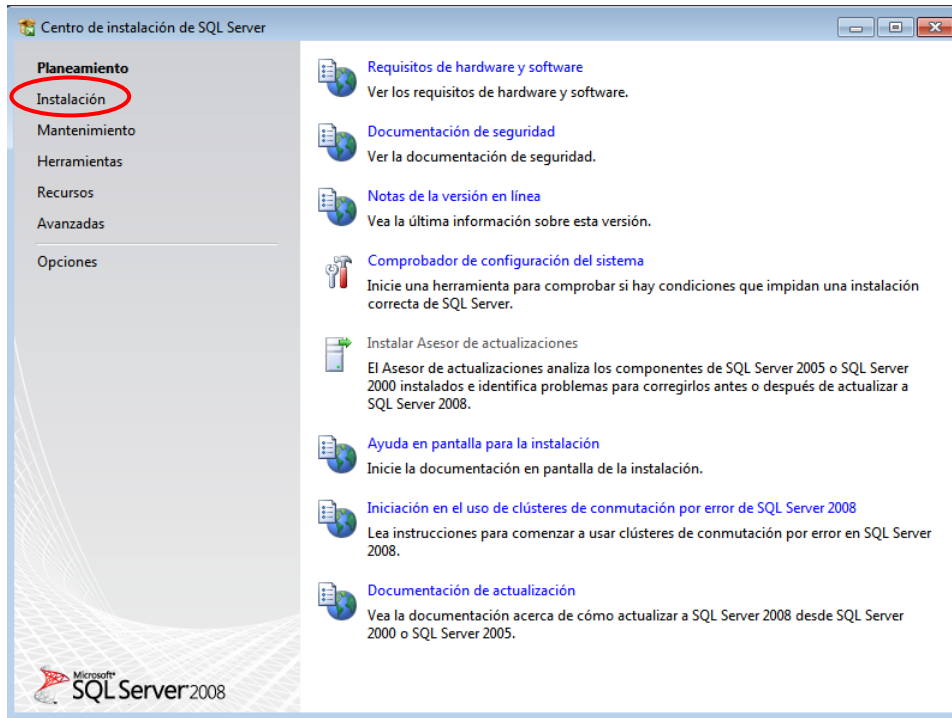 Centro de instalación de SQL Server
Planeamiento
Instalación
Mantenimiento
Herramientas
Recursos
Avanzadas
Opciones
Requisitos de hardware y software
Ver los requisitos de hardware y software.
Documentación de seguridad
Ver la documentación de seguridad.
Notas de la versión en línea
Vea la última información sobre esta versión.
Comprobador de configuración del sistema
Inicie una herramienta para comprobar si hay condiciones que impidan una instalación
correcta de SQL Server.
Instalar Asesor de actualizaciones
El Asesor de actualizaciones analiza los componentes de SQL Server 2005 o SQL Server
2000 instalados e identifica problemas para corregirlos antes o después de actualizar a
SQL Server 2008.
Ayuda en pantalla para la instalación
Inicie la documentación en pantalla de la instalación.
Iniciación en el uso de clústeres de conmutación por error de SQL Server 2008
Lea instrucciones para comenzar a usar clústeres de conmutación por error en SQL Server
2008.
Documentación de actualización
Vea la documentación acerca de cómo actualizar a SQL Server 2008 desde SQL Server
2000 o SQL Server 2005.
Microsoft
SQL Server 2008